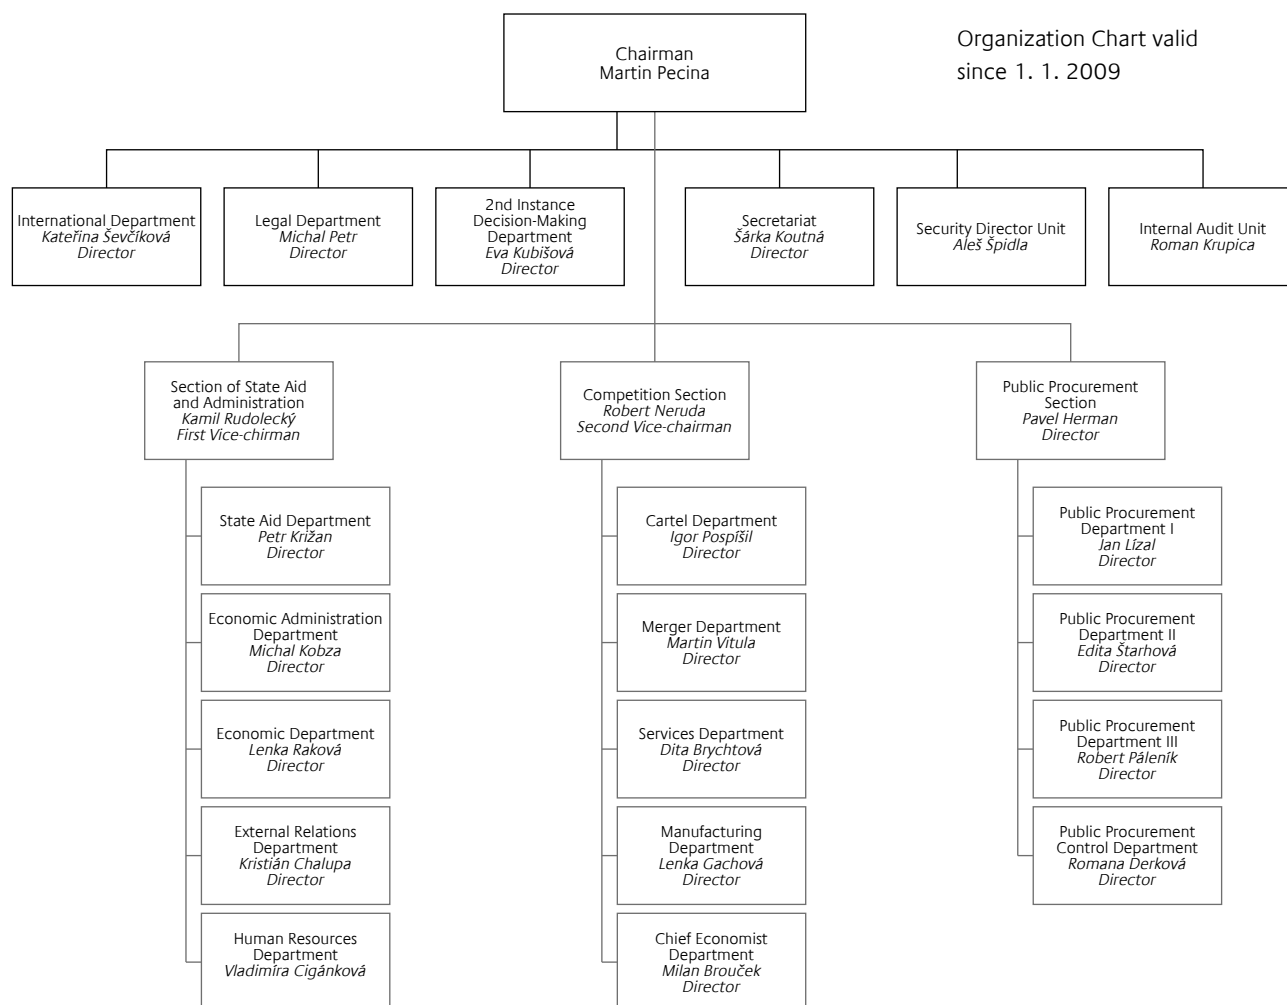 Chairman
Martin Pecina
Organization Chart valid
since 1. 1. 2009
International Department
Kateřina Ševčíková
Director
Legal Department
Michal Petr
Director
2nd Instance
Decision-Making
Department
Eva Kubišová
Director
Secretariat
Šárka Koutná
Director
Security Director Unit
Aleš Špidla
Internal Audit Unit
Roman Krupica
Section of State Aid
and Administration
Kamil Rudolecký
First Vice-chirman
Competition Section
Robert Neruda
Second Vice-chairman
Public Procurement
Section
Pavel Herman
Director
State Aid Department
Petr Križan
Director
Economic Administration
Department
Michal Kobza
Director
Economic Department
Lenka Raková
Director
External Relations
Department
Kristián Chalupa
Director
Human Resources
Department
Vladimíra Cigánková
Cartel Department
Igor Pospíšil
Director
Merger Department
Martin Vitula
Director
Services Department
Dita Brychtová
Director
Manufacturing
Department
Lenka Gachová
Director
Chief Economist
Department
Milan Brouček
Director
Public Procurement
Department I
Jan Lízal
Director
Public Procurement
Department II
Edita Štarhová
Director
Public Procurement
Department III
Robert Páleník
Director
Public Procurement
Control Department
Romana Derková
Director